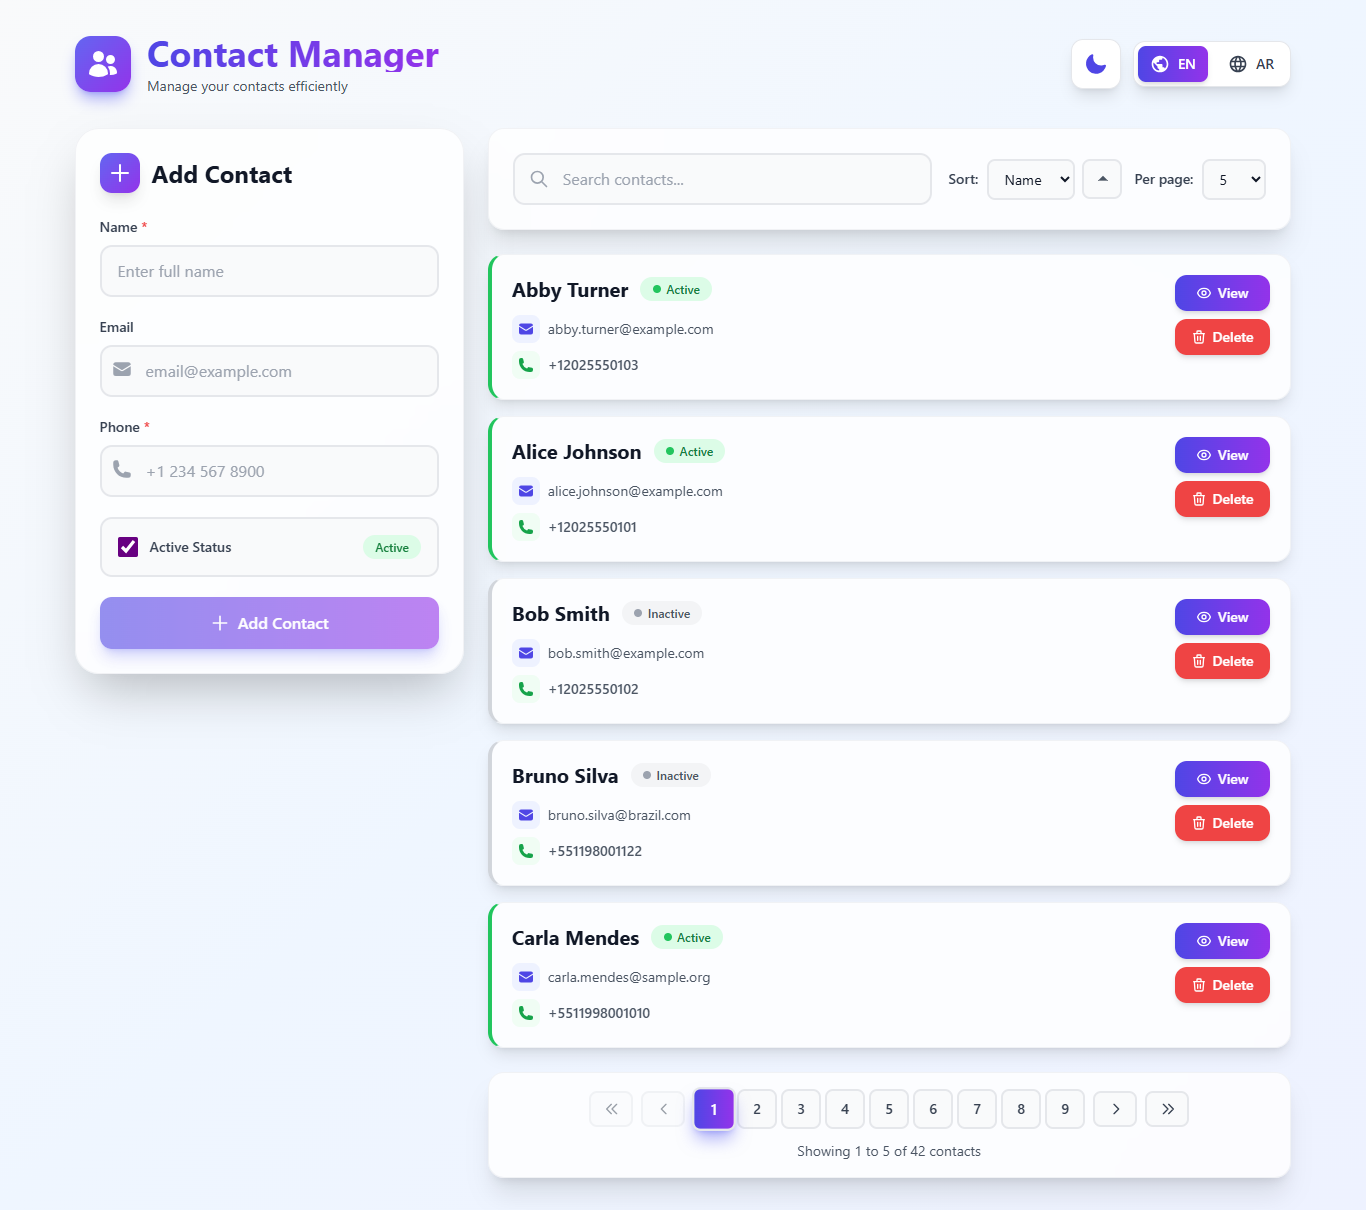 Contact Manager
Manage your contacts efficiently
EN
AR
Add Contact
Name *
Enter full name
Email
email@example.com
Phone *
+1 234 567 8900
Active Status
Active
Add Contact
Search contacts...
Sort:
Name
Per page:
5
Abby Turner
Active
abby.turner@example.com
+12025550103
View
Delete
Alice Johnson
Active
alice.johnson@example.com
+12025550101
View
Delete
Bob Smith
Inactive
bob.smith@example.com
+12025550102
View
Delete
Bruno Silva
Inactive
bruno.silva@brazil.com
+551198001122
View
Delete
Carla Mendes
Active
carla.mendes@sample.org
+5511998001010
View
Delete
1 2 3 4 5 6 7 8 9
Showing 1 to 5 of 42 contacts